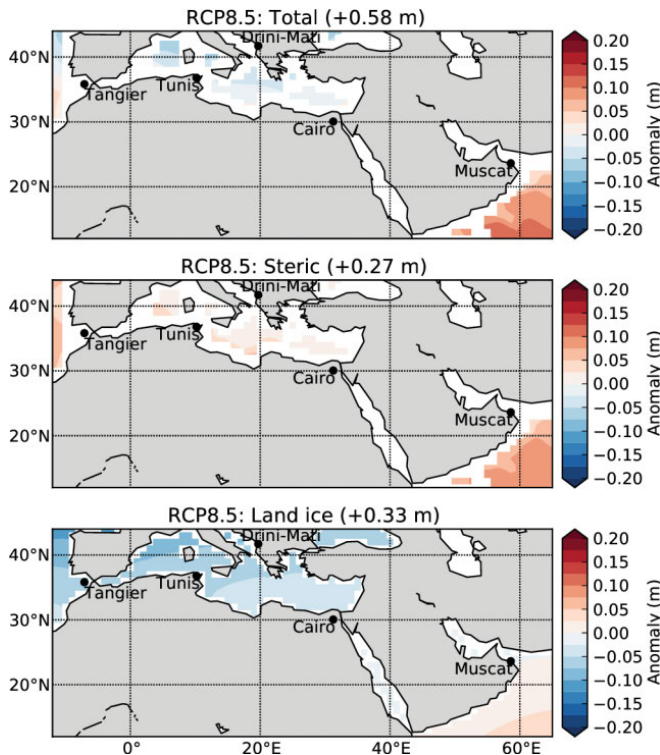 RCP8.5: Total (+0.58 m)
40°N
30°N
20°N
Drini-Mati
Tangier
Tunis
Cairo
Muscat
0.20
0.15
0.10
0.05
0.00
−0.05
−0.10
−0.15
−0.20
Anomaly (m)
RCP8.5: Steric (+0.27 m)
40°N
30°N
20°N
Drini-Mati
Tangier
Tunis
Cairo
Muscat
0.20
0.15
0.10
0.05
0.00
−0.05
−0.10
−0.15
−0.20
Anomaly (m)
RCP8.5: Land ice (+0.33 m)
40°N
30°N
20°N
Drini-Mati
Tangier
Tunis
Cairo
Muscat
0.20
0.15
0.10
0.05
0.00
−0.05
−0.10
−0.15
−0.20
Anomaly (m)
0°
20°E
40°E
60°E